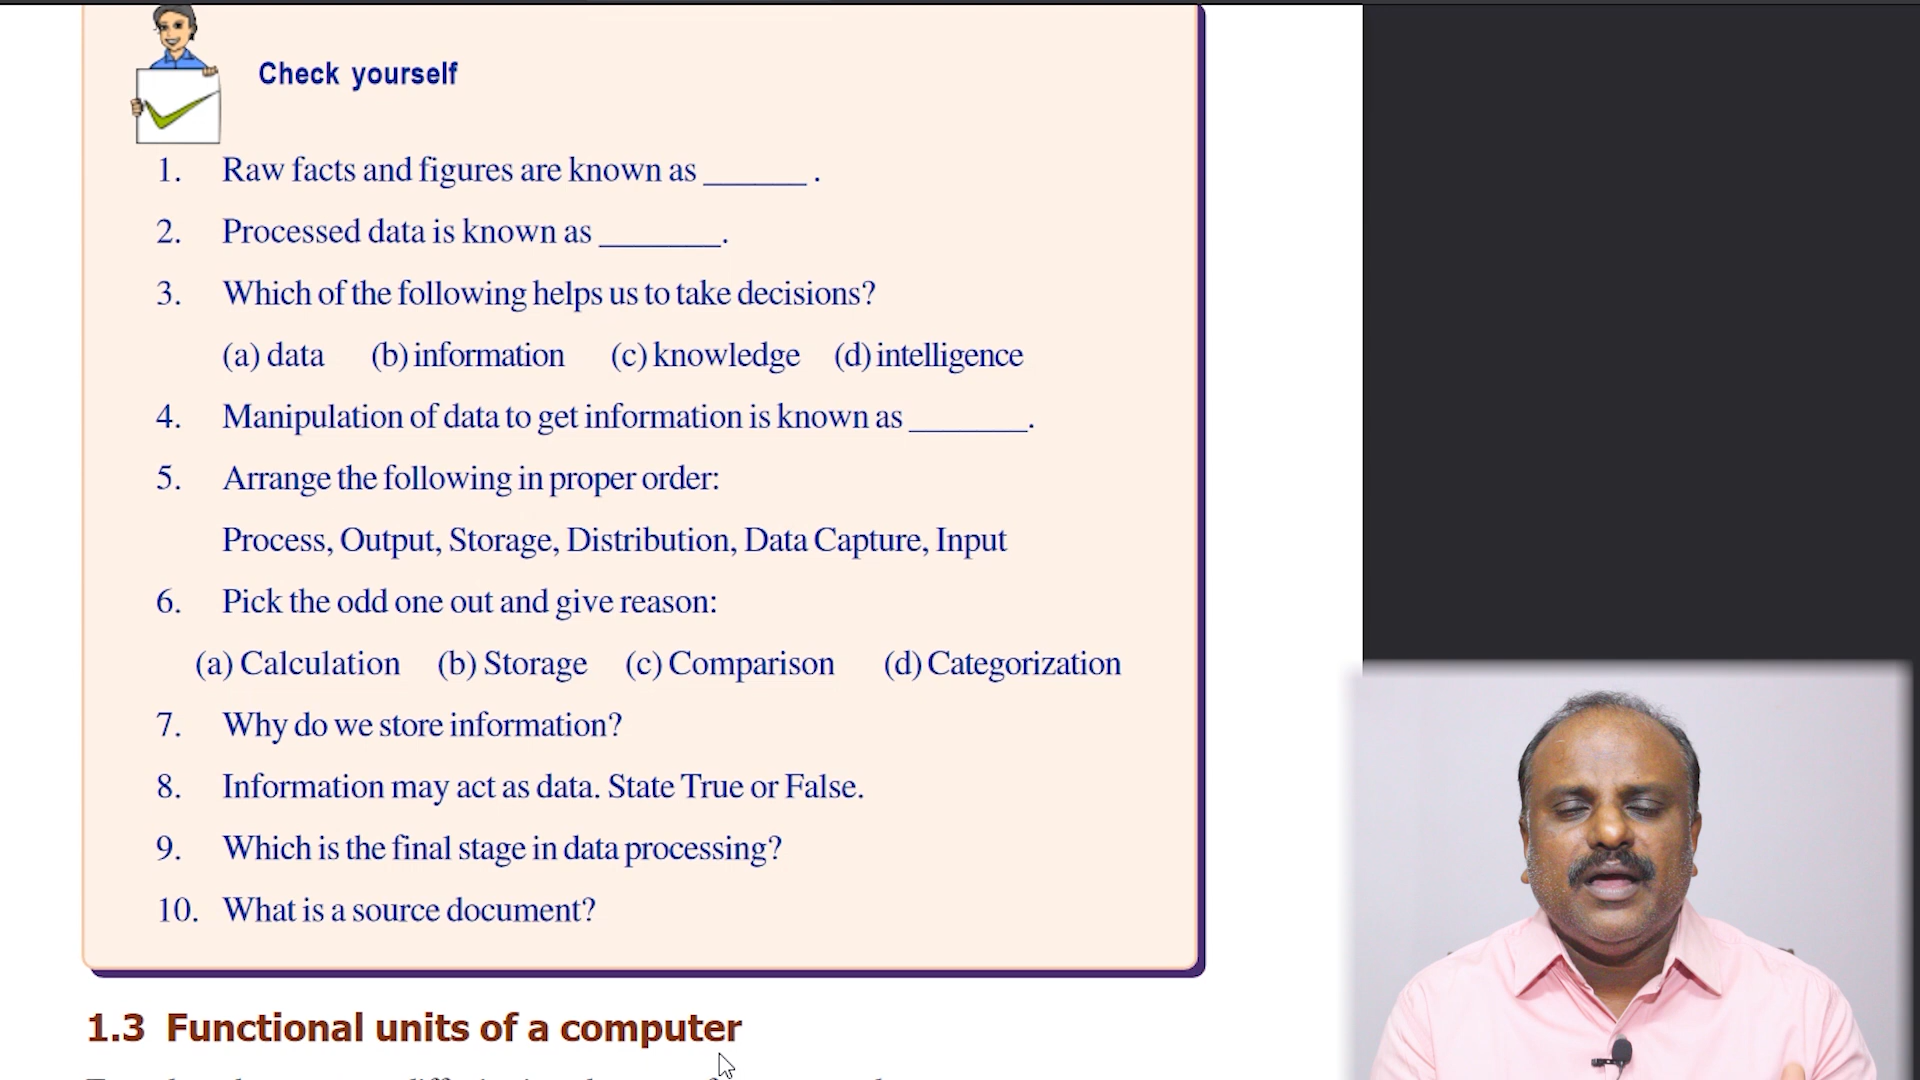 Check yourself
1. Raw facts and figures are known as ______ .
2. Processed data is known as _______.
3. Which of the following helps us to take decisions?
(a) data (b) information (c) knowledge (d) intelligence
4. Manipulation of data to get information is known as _______.
5. Arrange the following in proper order:
Process, Output, Storage, Distribution, Data Capture, Input
6. Pick the odd one out and give reason:
(a) Calculation (b) Storage (c) Comparison (d) Categorization
7. Why do we store information?
8. Information may act as data. State True or False.
9. Which is the final stage in data processing?
10. What is a source document?
1.3 Functional units of a computer